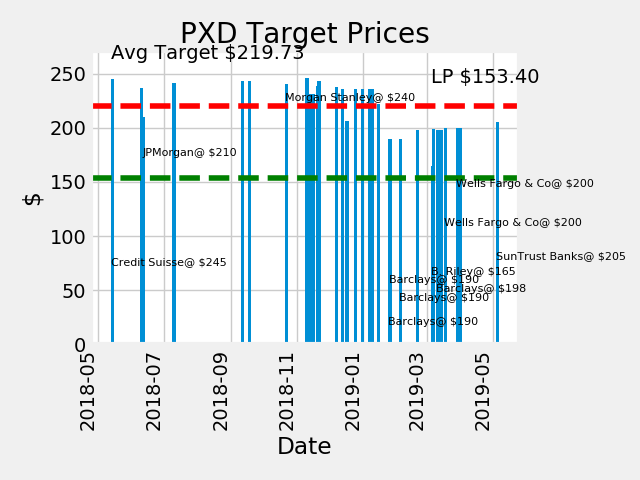 PXD Target Prices
Avg Target $219.73
LP $153.40
Morgan Stanley@ $240
JPMorgan@ $210
Wells Fargo & Co@ $200
Wells Fargo & Co@ $200
SunTrust Banks@ $205
Credit Suisse@ $245
B. Riley@ $165
Barclays@ $190
Barclays@ $198
Barclays@ $190
Barclays@ $190
250
200
150
100
50
0
$
2018-05
2018-07
2018-09
2018-11
2019-01
2019-03
2019-05
Date